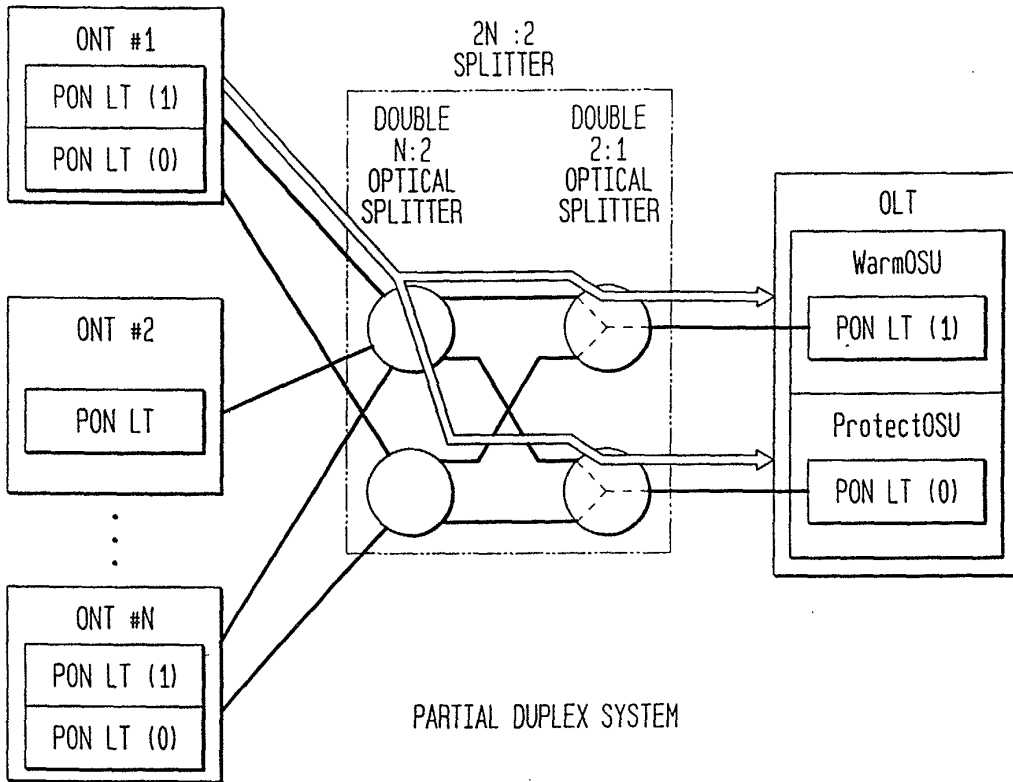 ONT #1
PON LT (1)
PON LT (0)
ONT #2
PON LT
ONT #N
PON LT (1)
PON LT (0)
2N :2
SPLITTER
DOUBLE
N:2
OPTICAL
SPLITTER
DOUBLE
2:1
OPTICAL
SPLITTER
OLT
WarmOSU
PON LT (1)
ProtectOSU
PON LT (0)
PARTIAL DUPLEX SYSTEM